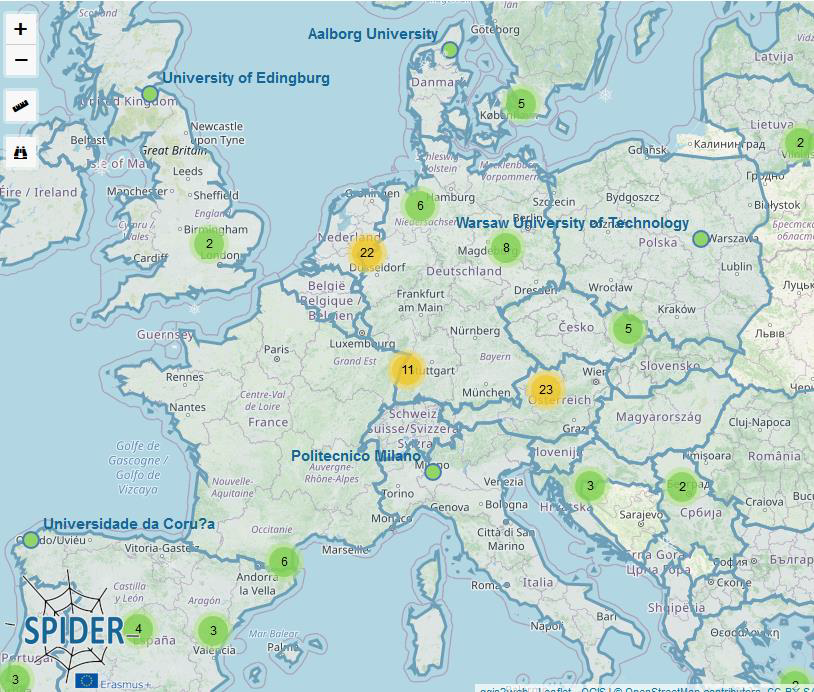 +
−
Göteborg
Aalborg University
Danmark
Latvija
University of Edingburg
United Kingdom
5
København
Lietuva
2
Vilnius
Belfast
Newcastle
upon Tyne
Great Britain
Gdańsk
Калининград
Гродно
Isle of Man
Leeds
Schleswig
Holstein
Mecklenburg
Vorpommern
Éire / Ireland
Manchester
Sheffield
Groningen
6
Hamburg
Szczecin
Bydgoszcz
Białystok
England
Niedersachsen
Berlin
Warsaw University of Technology
Cymru /
Wales
Birmingham
2
Nederland
22
Magdeburg
8
Polska
Warszawa
Cardiff
London
Düsseldorf
Deutschland
Lublin
België
Belgique /
Belgien
Frankfurt
am Main
Dresden
Wrocław
Kraków
Česko
5
Львів
Guernsey
Luxembourg
Nürnberg
Paris
Grand Est
Bayern
Slovensko
Rennes
11
Stuttgart
Wien
23
Österreich
München
Centre-Val
de Loire
Nantes
France
Schweiz
Suisse/Svizzera
Svizra
Graz
Magyarország
Cluj-Napoca
Golfe de
Gascogne /
Golfo de
Vizcaya
Politecnico Milano
Milano
Auvergne-
Rhône-Alpes
Slovenija
Timișoara
România
Nouvelle-
Aquitaine
Torino
Venezia
3
Hrvatska
2
Београд
Craiova
Genova
Bologna
Monaco
Sarajevo
Србија
Occitanie
Universidade da Coru?a
Oviedo/Uviéu
Vitoria-Gasteiz
Marseille
Città di San
Marino
Crna Gora /
Црна Гора
София
6
Andorra
la Vella
Roma
Italia
Скопје
Castilla
y León
Aragón
Shqipëria
SPIDER
4
España
3
Valencia
Mar Balear
Palma
Napoli
Bari
Θεσσαλονίκη
Portugal
3
Erasmus+
2
qgis2web · Leaflet · QGIS | © OpenStreetMap contributors, CC-BY-SA